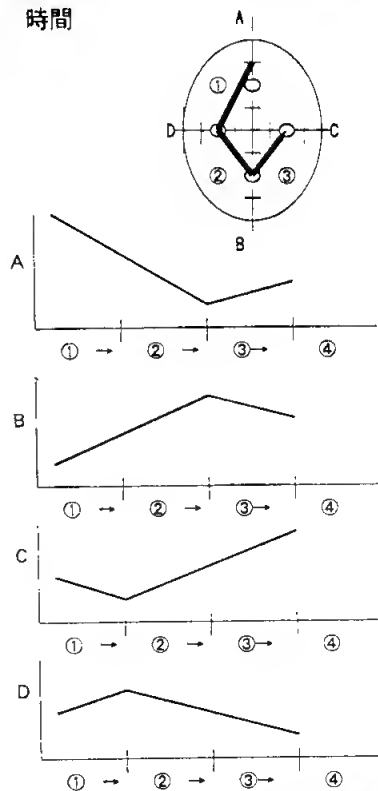 時間
A
①
D
C
②
③
B
A
① → ② → ③→ ④
B
① → ② → ③→ ④
C
① → ② → ③→ ④
D
① → ② → ③→ ④